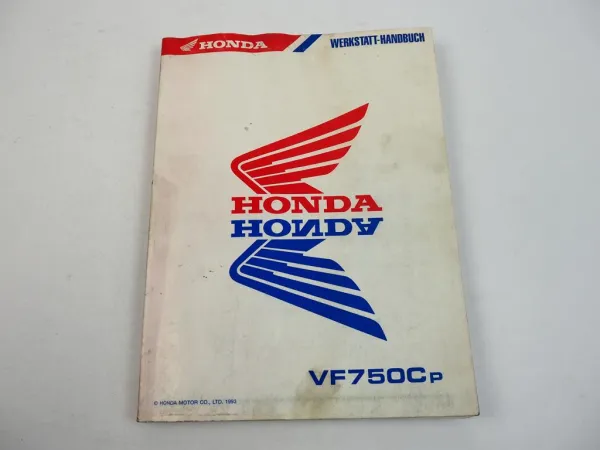 HONDA
WERKSTATT-HANDBUCH
HONDA
HONDA
VF750CP
© HONDA MOTOR CO., LTD. 1993